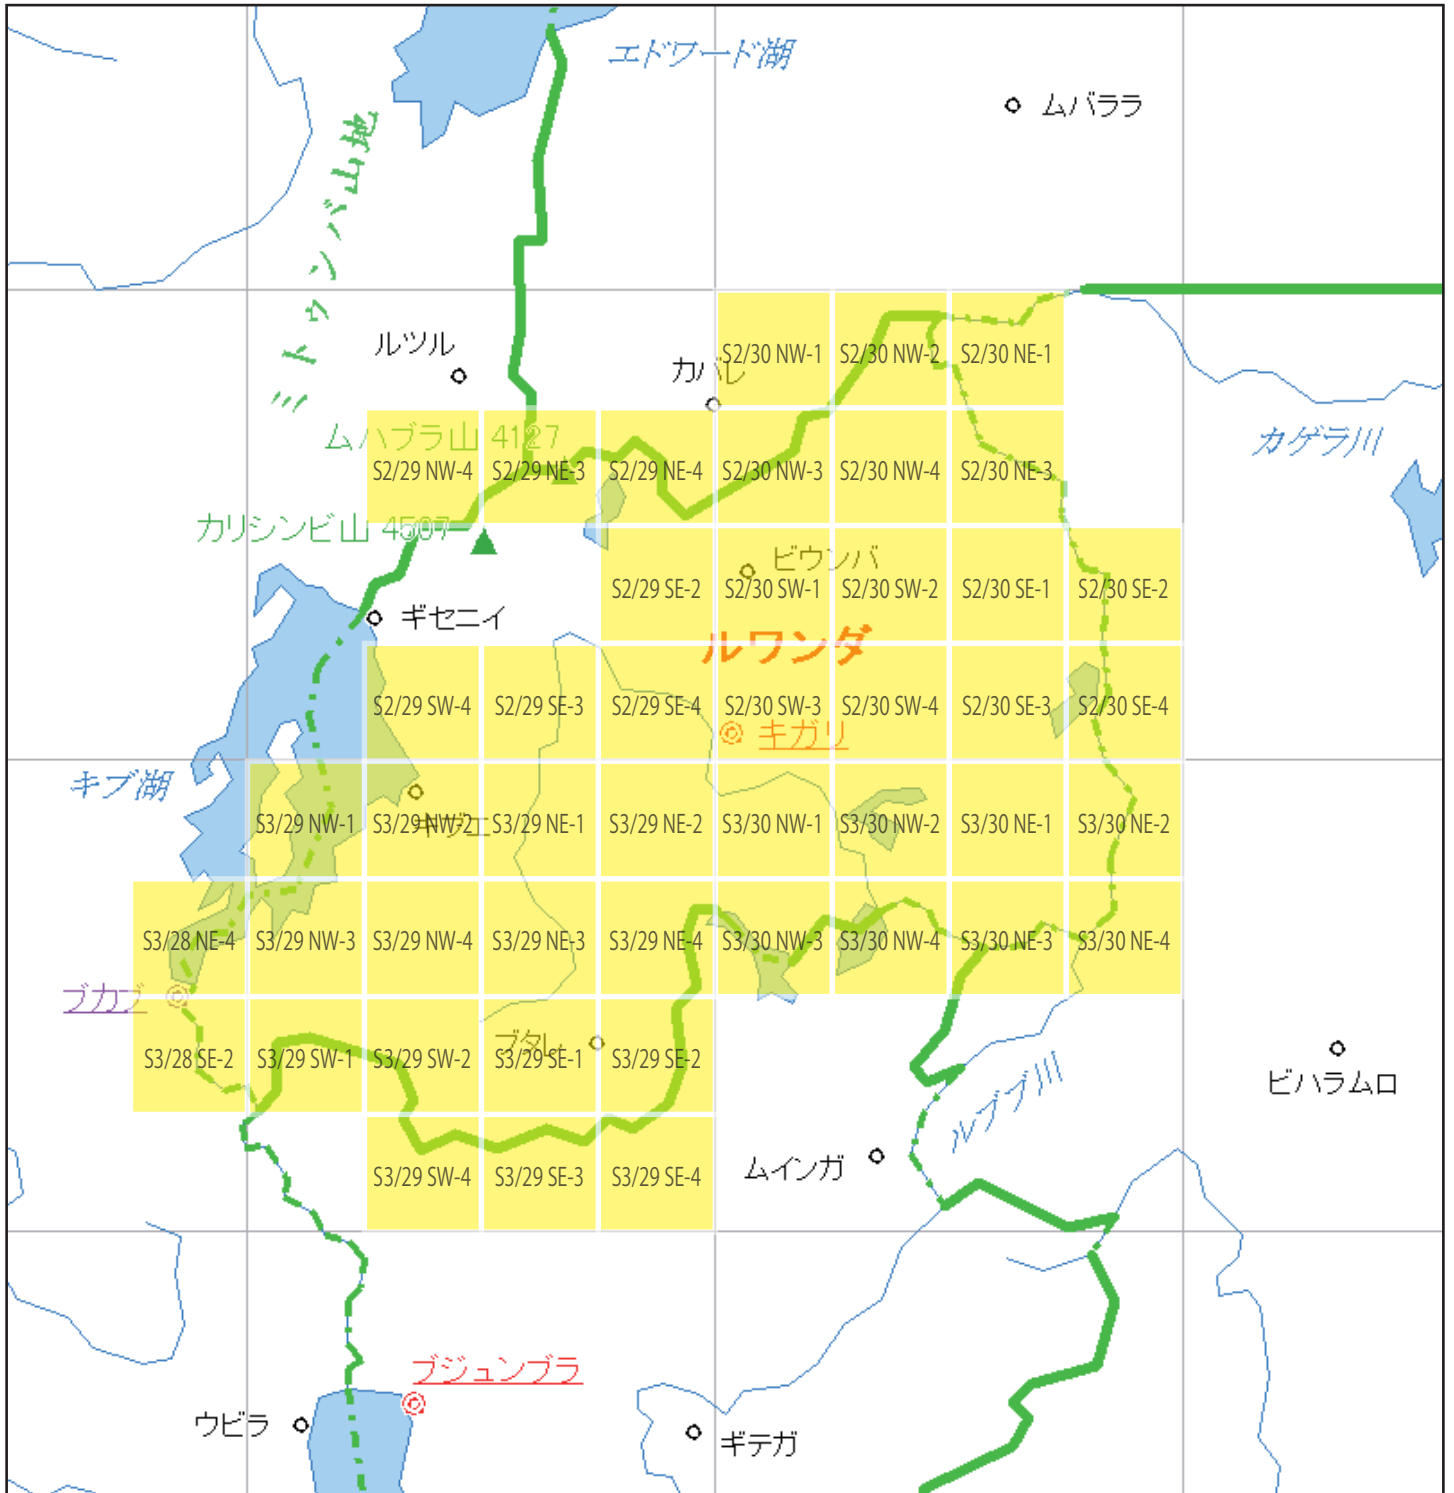 エドワード湖
ムバララ
ミトゥンバ山地
ルツル
カバレ
S2/30 NW-1
S2/30 NW-2
S2/30 NE-1
ムハブラ山 4127
カゲラ川
S2/29 NW-4
S2/29 NE-3
S2/29 NE-4
S2/30 NW-3
S2/30 NW-4
S2/30 NE-3
カリシンビ山 4507
ビウンバ
S2/29 SE-2
S2/30 SW-1
S2/30 SW-2
S2/30 SE-1
S2/30 SE-2
ギセニイ
ルワンダ
S2/29 SW-4
S2/29 SE-3
S2/29 SE-4
S2/30 SW-3
S2/30 SW-4
S2/30 SE-3
S2/30 SE-4
キガリ
キブ湖
S3/29 NW-1
S3/29 NW-2
キブエ
S3/29 NE-1
S3/29 NE-2
S3/30 NW-1
S3/30 NW-2
S3/30 NE-1
S3/30 NE-2
S3/28 NE-4
S3/29 NW-3
S3/29 NW-4
S3/29 NE-3
S3/29 NE-4
S3/30 NW-3
S3/30 NW-4
S3/30 NE-3
S3/30 NE-4
ブカブ
ブタレ
S3/28 SE-2
S3/29 SW-1
S3/29 SW-2
S3/29 SE-1
S3/29 SE-2
ルブブ川
ビハラムロ
ムインガ
S3/29 SW-4
S3/29 SE-3
S3/29 SE-4
ブジュンブラ
ウビラ
ギテガ